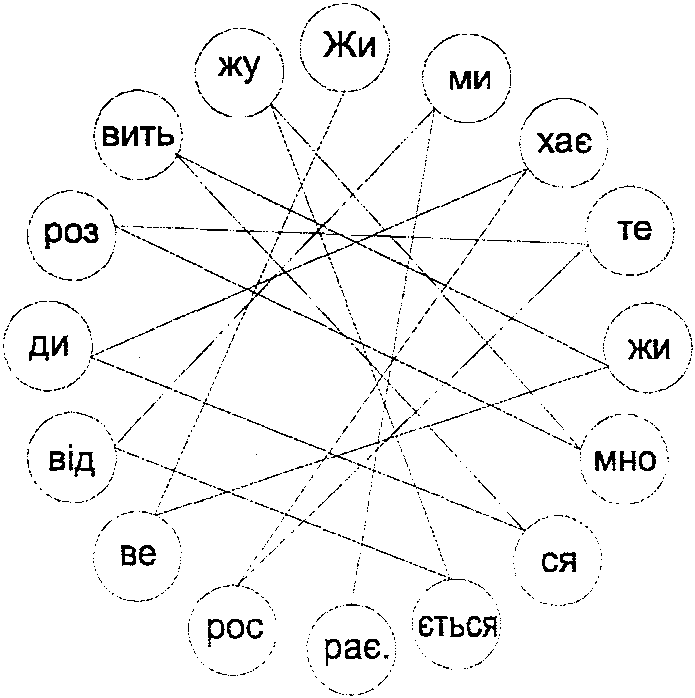 Жи
ми
хає
те
жи
мно
ся
ється
рає.
рос
ве
від
ди
роз
вить
жу